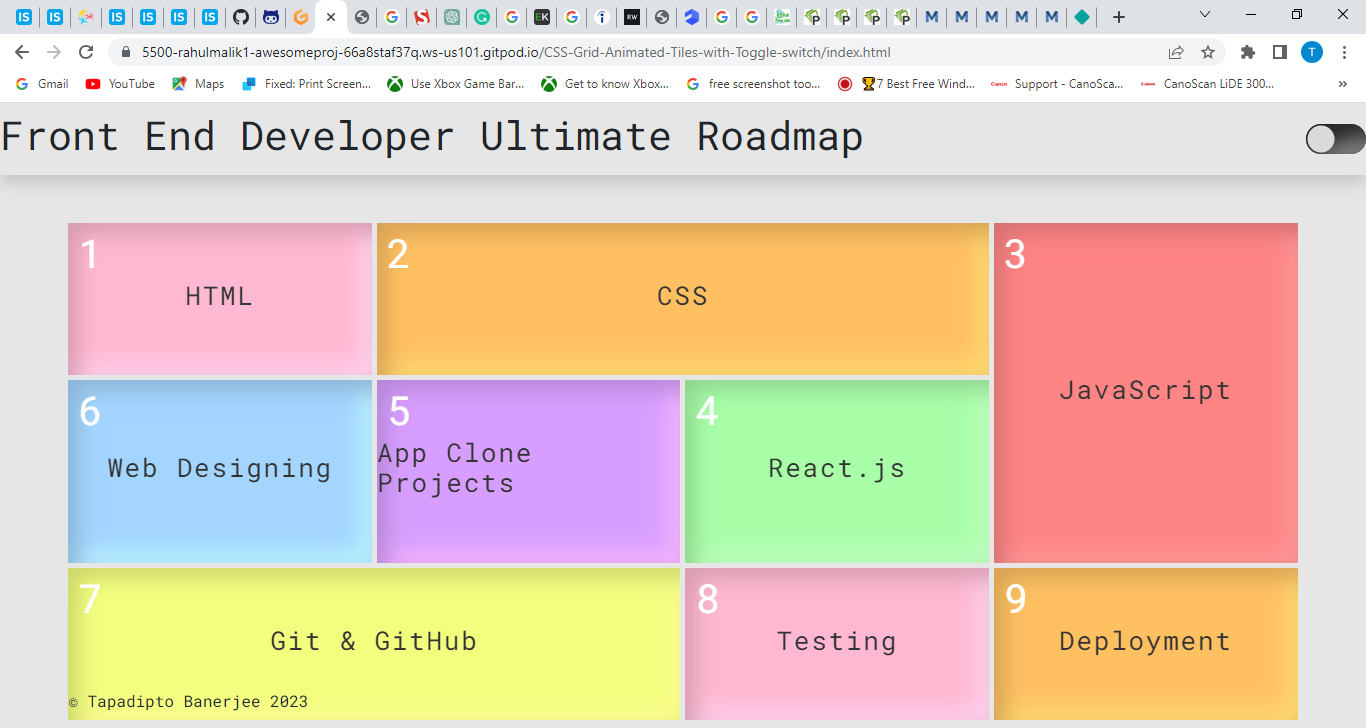 5500-rahulmalik1-awesomeproj-66a8staf37q.ws-us101.gitpod.io/CSS-Grid-Animated-Tiles-with-Toggle-switch/index.html
T
Gmail YouTube Maps Fixed: Print Screen... Use Xbox Game Bar... Get to know Xbox... free screenshot too... 🏆7 Best Free Wind... Support - CanoSca... CanoScan LiDE 300... »
Front End Developer Ultimate Roadmap
1
HTML
2
CSS
3
JavaScript
6
Web Designing
5
App Clone
Projects
4
React.js
7
Git & GitHub
8
Testing
9
Deployment
© Tapadipto Banerjee 2023